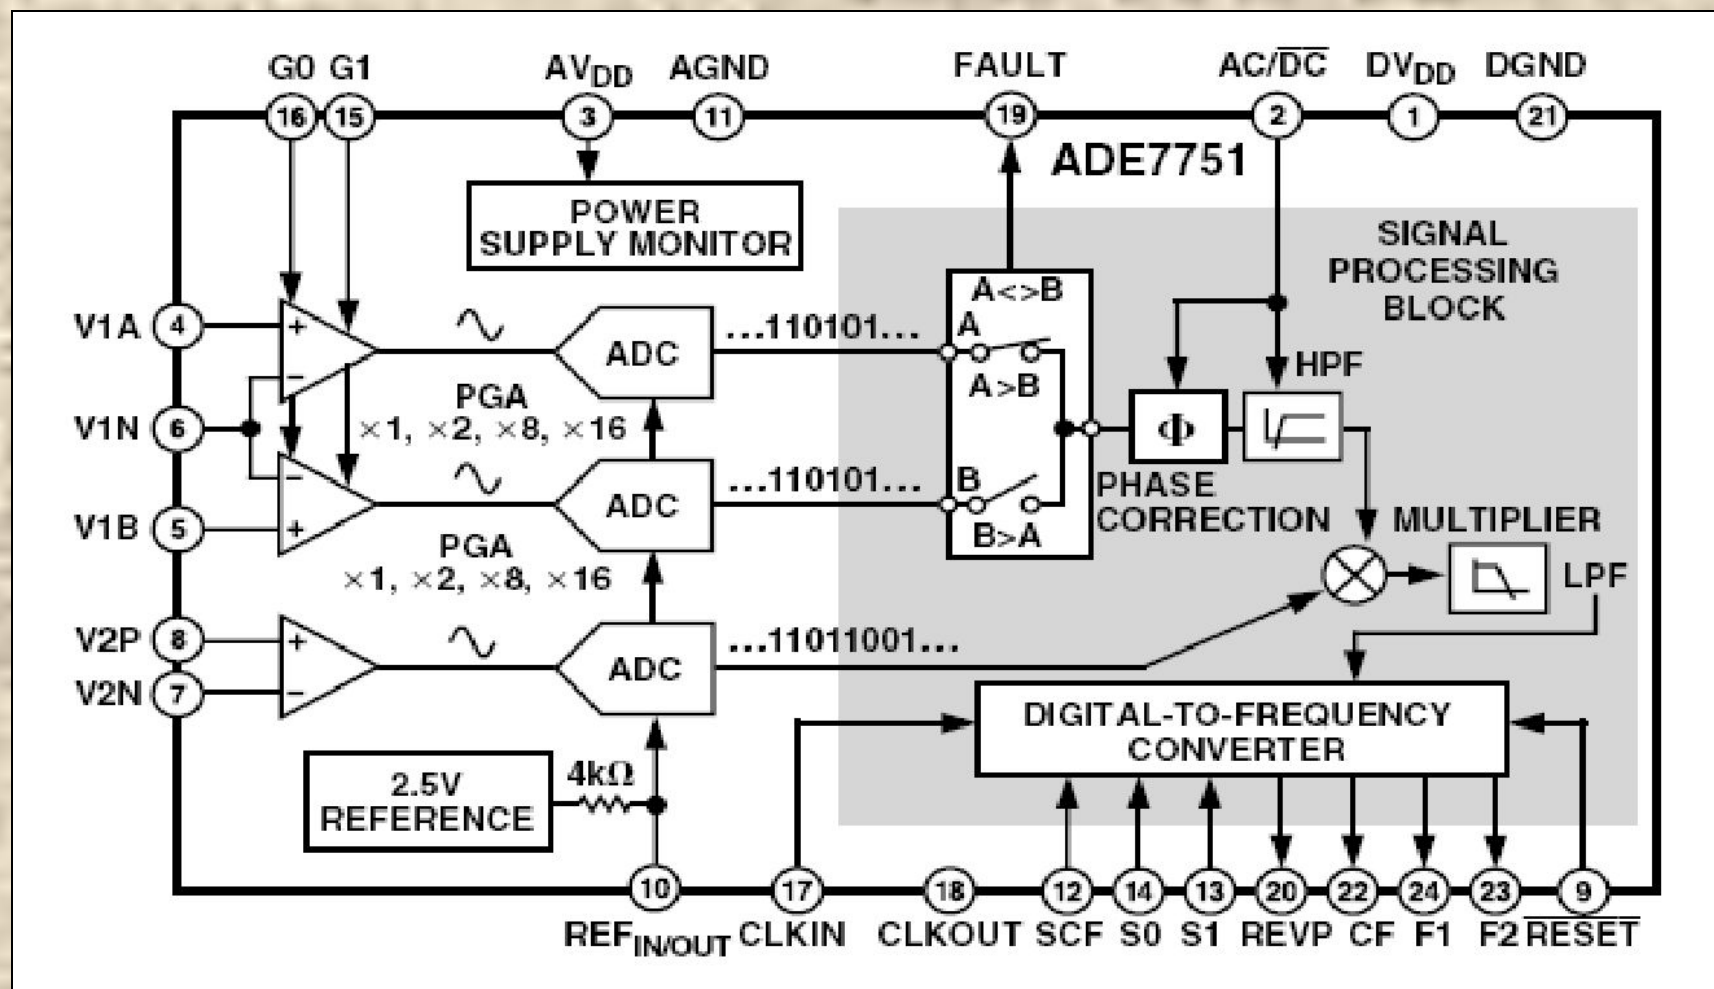 G0 G1 AVDD AGND FAULT AC/DC DVDD DGND
16 15 3 11 19 2 1 21
ADE7751
POWER
SUPPLY MONITOR
SIGNAL
PROCESSING
BLOCK
A<>B
V1A 4 + ADC ...110101... A
−
A>B
HPF
PGA
×1, ×2, ×8, ×16
V1N 6
Φ
−
ADC ...110101... B
PHASE
CORRECTION
V1B 5 +
B>A
MULTIPLIER
PGA
×1, ×2, ×8, ×16
LPF
V2P 8 +
ADC ...11011001...
V2N 7 −
DIGITAL-TO-FREQUENCY
CONVERTER
2.5V
REFERENCE
4kΩ
10 17 18 12 14 13 20 22 24 23 9
REFIN/OUT CLKIN CLKOUT SCF S0 S1 REVP CF F1 F2 RESET